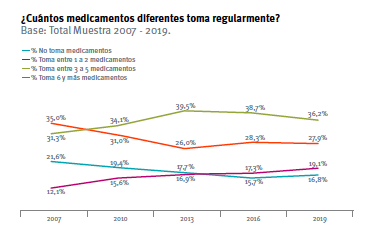 ¿Cuántos medicamentos diferentes toma regularmente?
Base: Total Muestra 2007 - 2019.
% No toma medicamentos
% Toma entre 1 a 2 medicamentos
% Toma entre 3 a 5 medicamentos
% Toma 6 y más medicamentos
35,0% 34,1% 39,5% 38,7% 36,2%
31,3% 31,0% 26,0% 28,3% 27,9%
21,6% 19,4% 17,7% 17,3% 19,1%
12,1% 15,6% 16,9% 15,7% 16,8%
2007 2010 2013 2016 2019